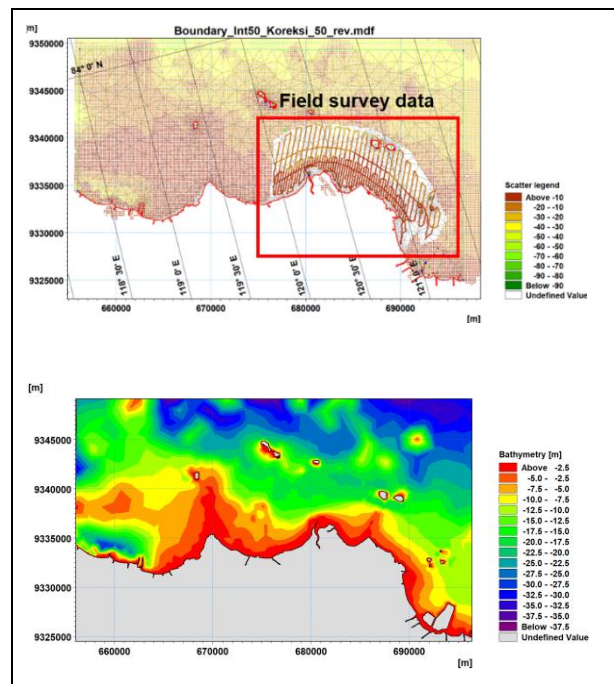 Boundary_Int50_Koreksi_50_rev.mdf
[m]
9350000
9345000
9340000
9335000
9330000
9325000
84° 0' N
Field survey data
118° 30' E
119° 0' E
119° 30' E
120° 0' E
120° 30' E
121° 0' E
660000 670000 680000 690000
[m]
Scatter legend
Above -10
-20 - -10
-30 - -20
-40 - -30
-50 - -40
-60 - -50
-70 - -60
-80 - -70
-90 - -80
Below -90
Undefined Value
[m]
9345000
9340000
9335000
9330000
9325000
660000 670000 680000 690000
[m]
Bathymetry [m]
Above -2.5
-5.0 - -2.5
-7.5 - -5.0
-10.0 - -7.5
-12.5 - -10.0
-15.0 - -12.5
-17.5 - -15.0
-20.0 - -17.5
-22.5 - -20.0
-25.0 - -22.5
-27.5 - -25.0
-30.0 - -27.5
-32.5 - -30.0
-35.0 - -32.5
-37.5 - -35.0
Below -37.5
Undefined Value